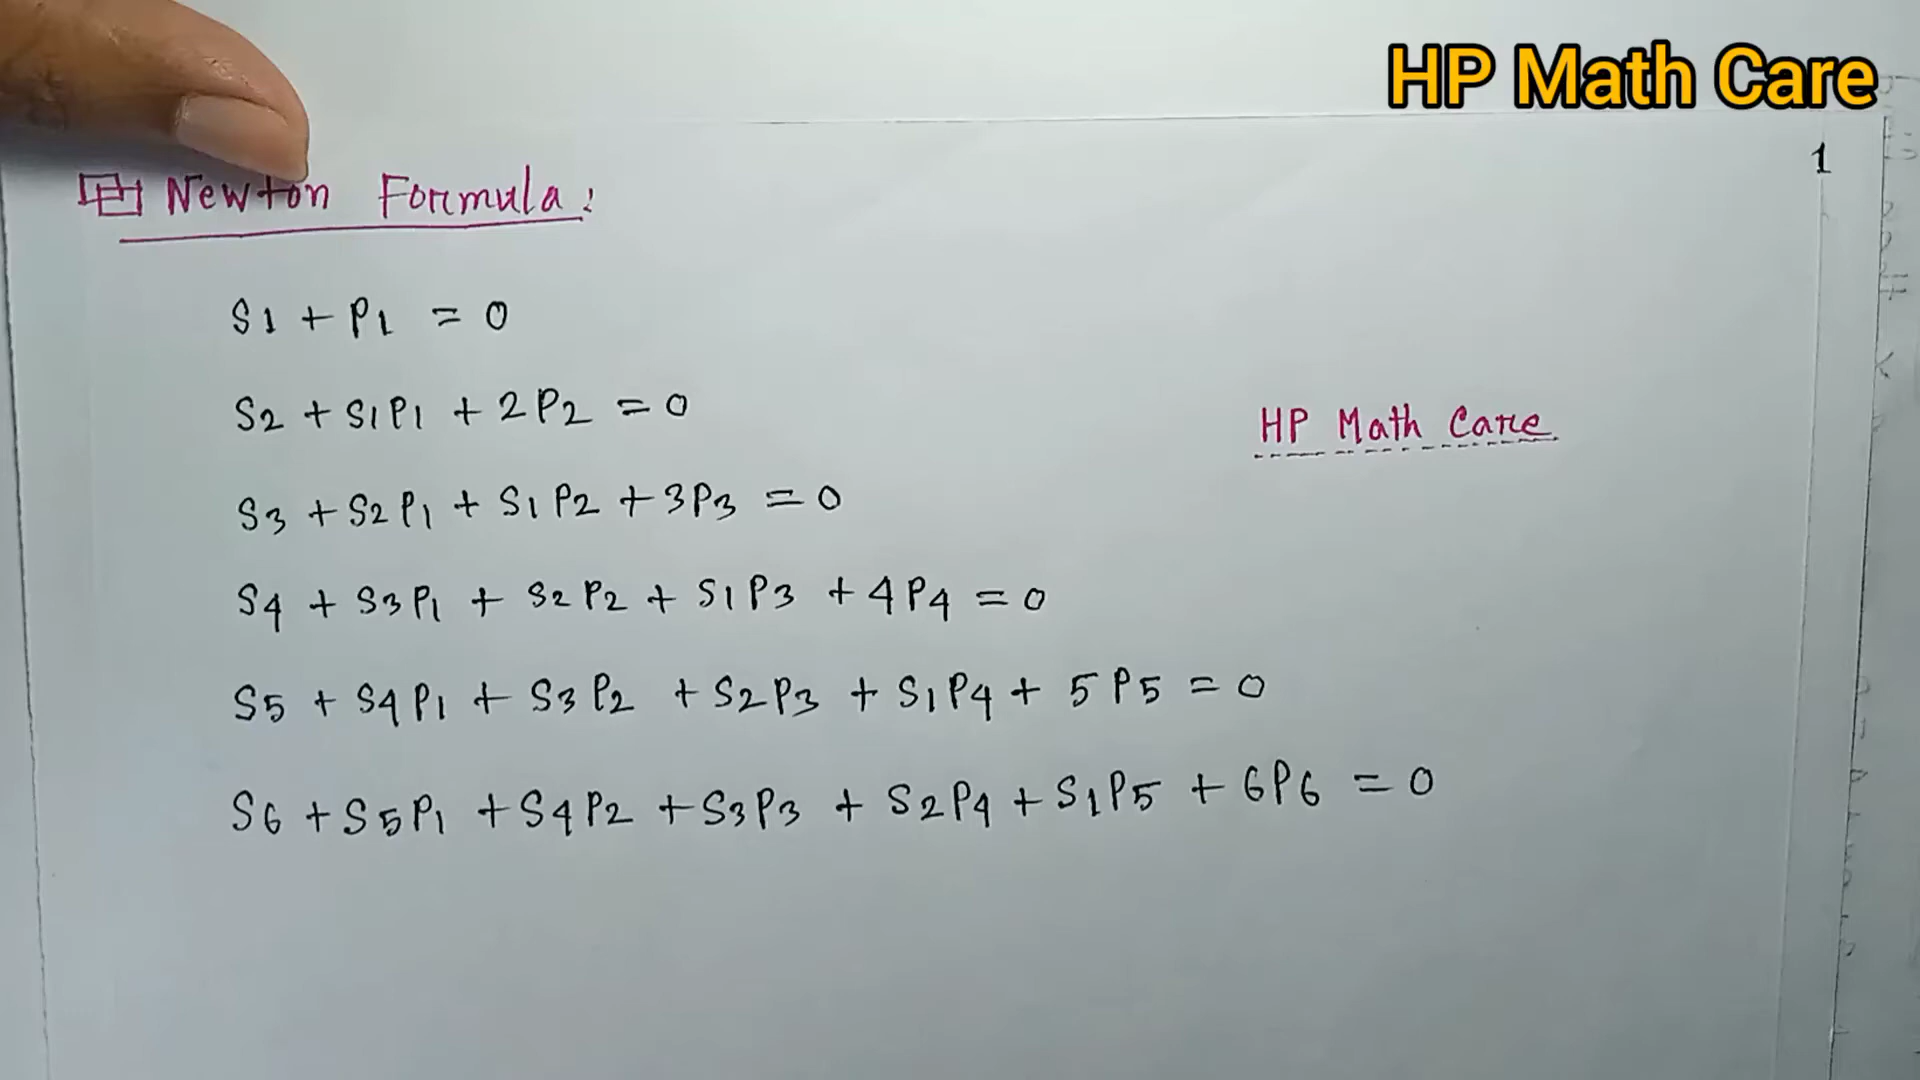 HP Math Care
1
Newton Formula:
S1 + P1 = 0
S2 + S1P1 + 2P2 = 0
HP Math Care
S3 + S2P1 + S1P2 + 3P3 = 0
S4 + S3P1 + S2P2 + S1P3 + 4P4 = 0
S5 + S4P1 + S3P2 + S2P3 + S1P4 + 5P5 = 0
S6 + S5P1 + S4P2 + S3P3 + S2P4 + S1P5 + 6P6 = 0